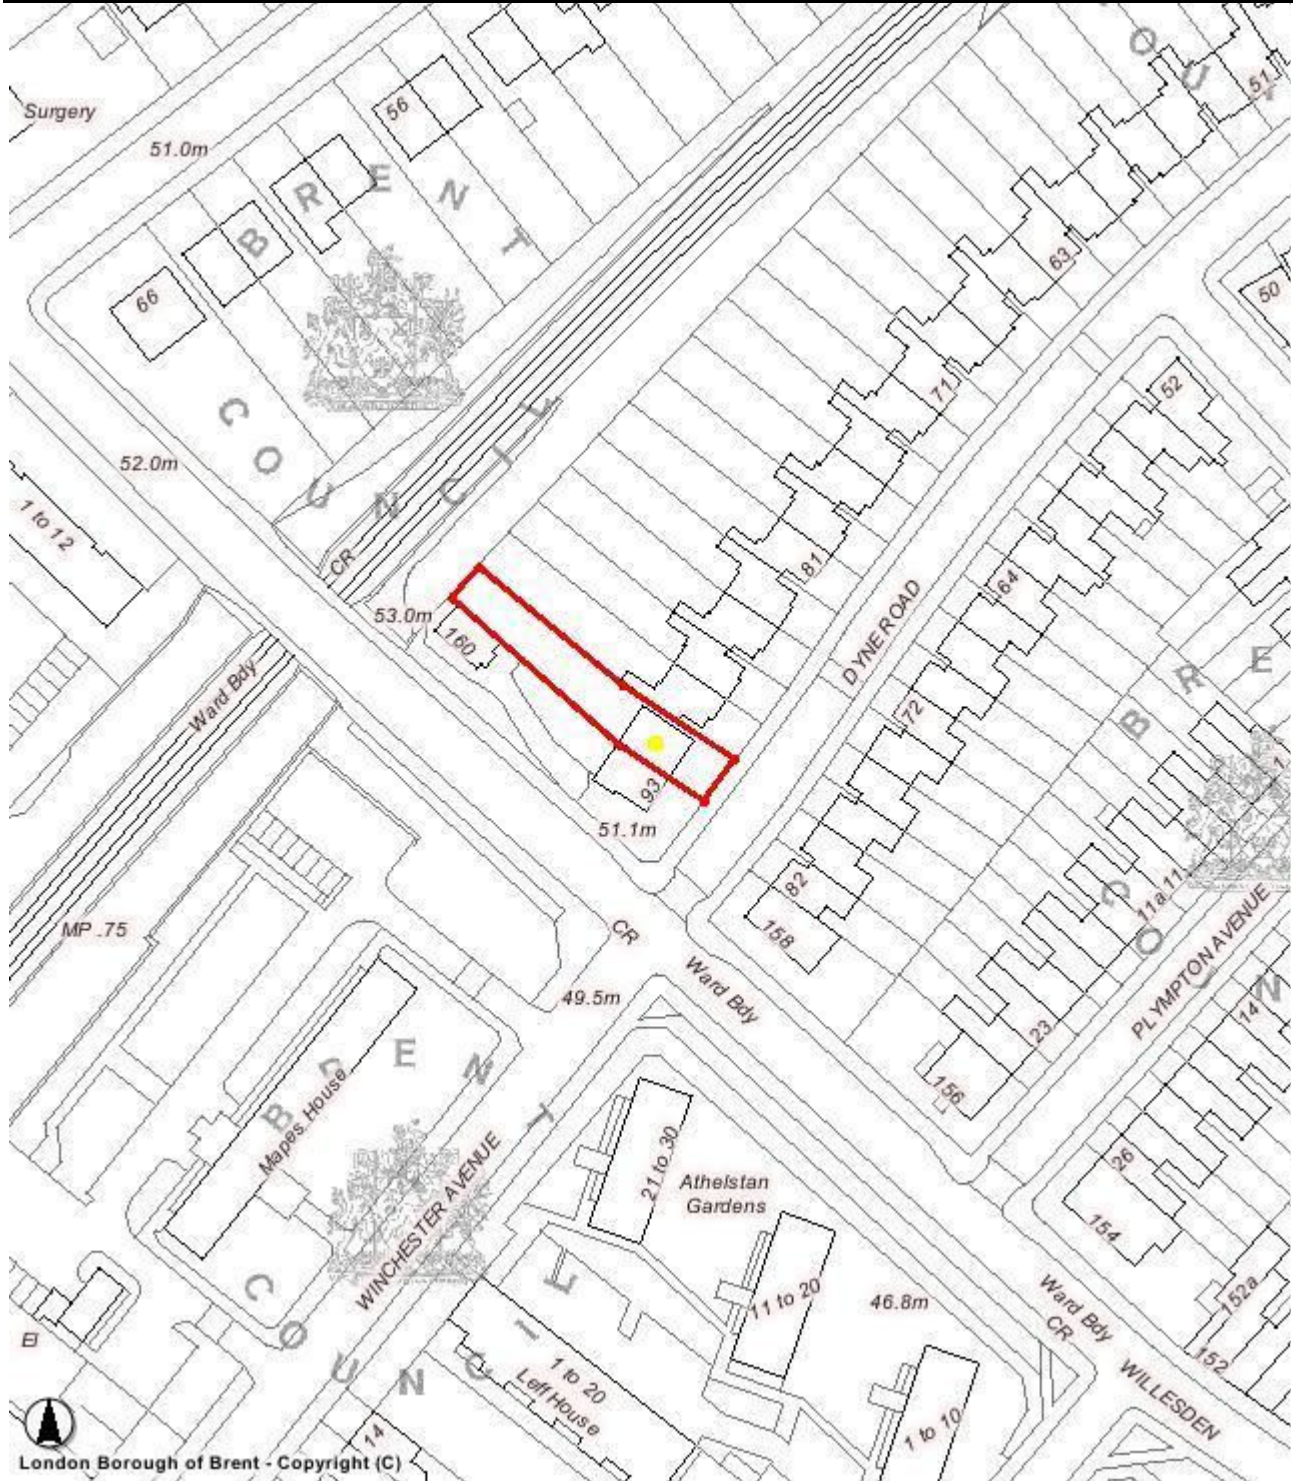 Surgery
51.0m
56
66
51
63
50
71
52
52.0m
1 to 12
CR
53.0m
160
81
64
DYNE ROAD
Ward Bdy
72
93
51.1m
82
158
11a 11
PLYMPTON AVENUE
MP .75
CR
49.5m
Ward Bdy
14
23
156
Mapes House
WINCHESTER AVENUE
21 to 30
Athelstan
Gardens
26
154
11 to 20
46.8m
152a
152
Ward Bdy
CR
WILLESDEN
El
1 to 20
Leff House
1 to 10
14
BRENT
COUNCIL
BRENT
COUNCIL
BRE
COUN
OU
London Borough of Brent - Copyright (C)